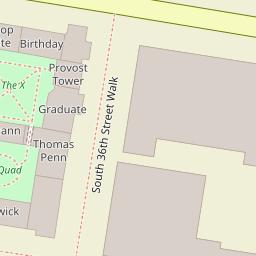 op
ate
Birthday
Provost
Tower
The X
Graduate
ann
Thomas
Penn
Quad
wick
South 36th Street Walk